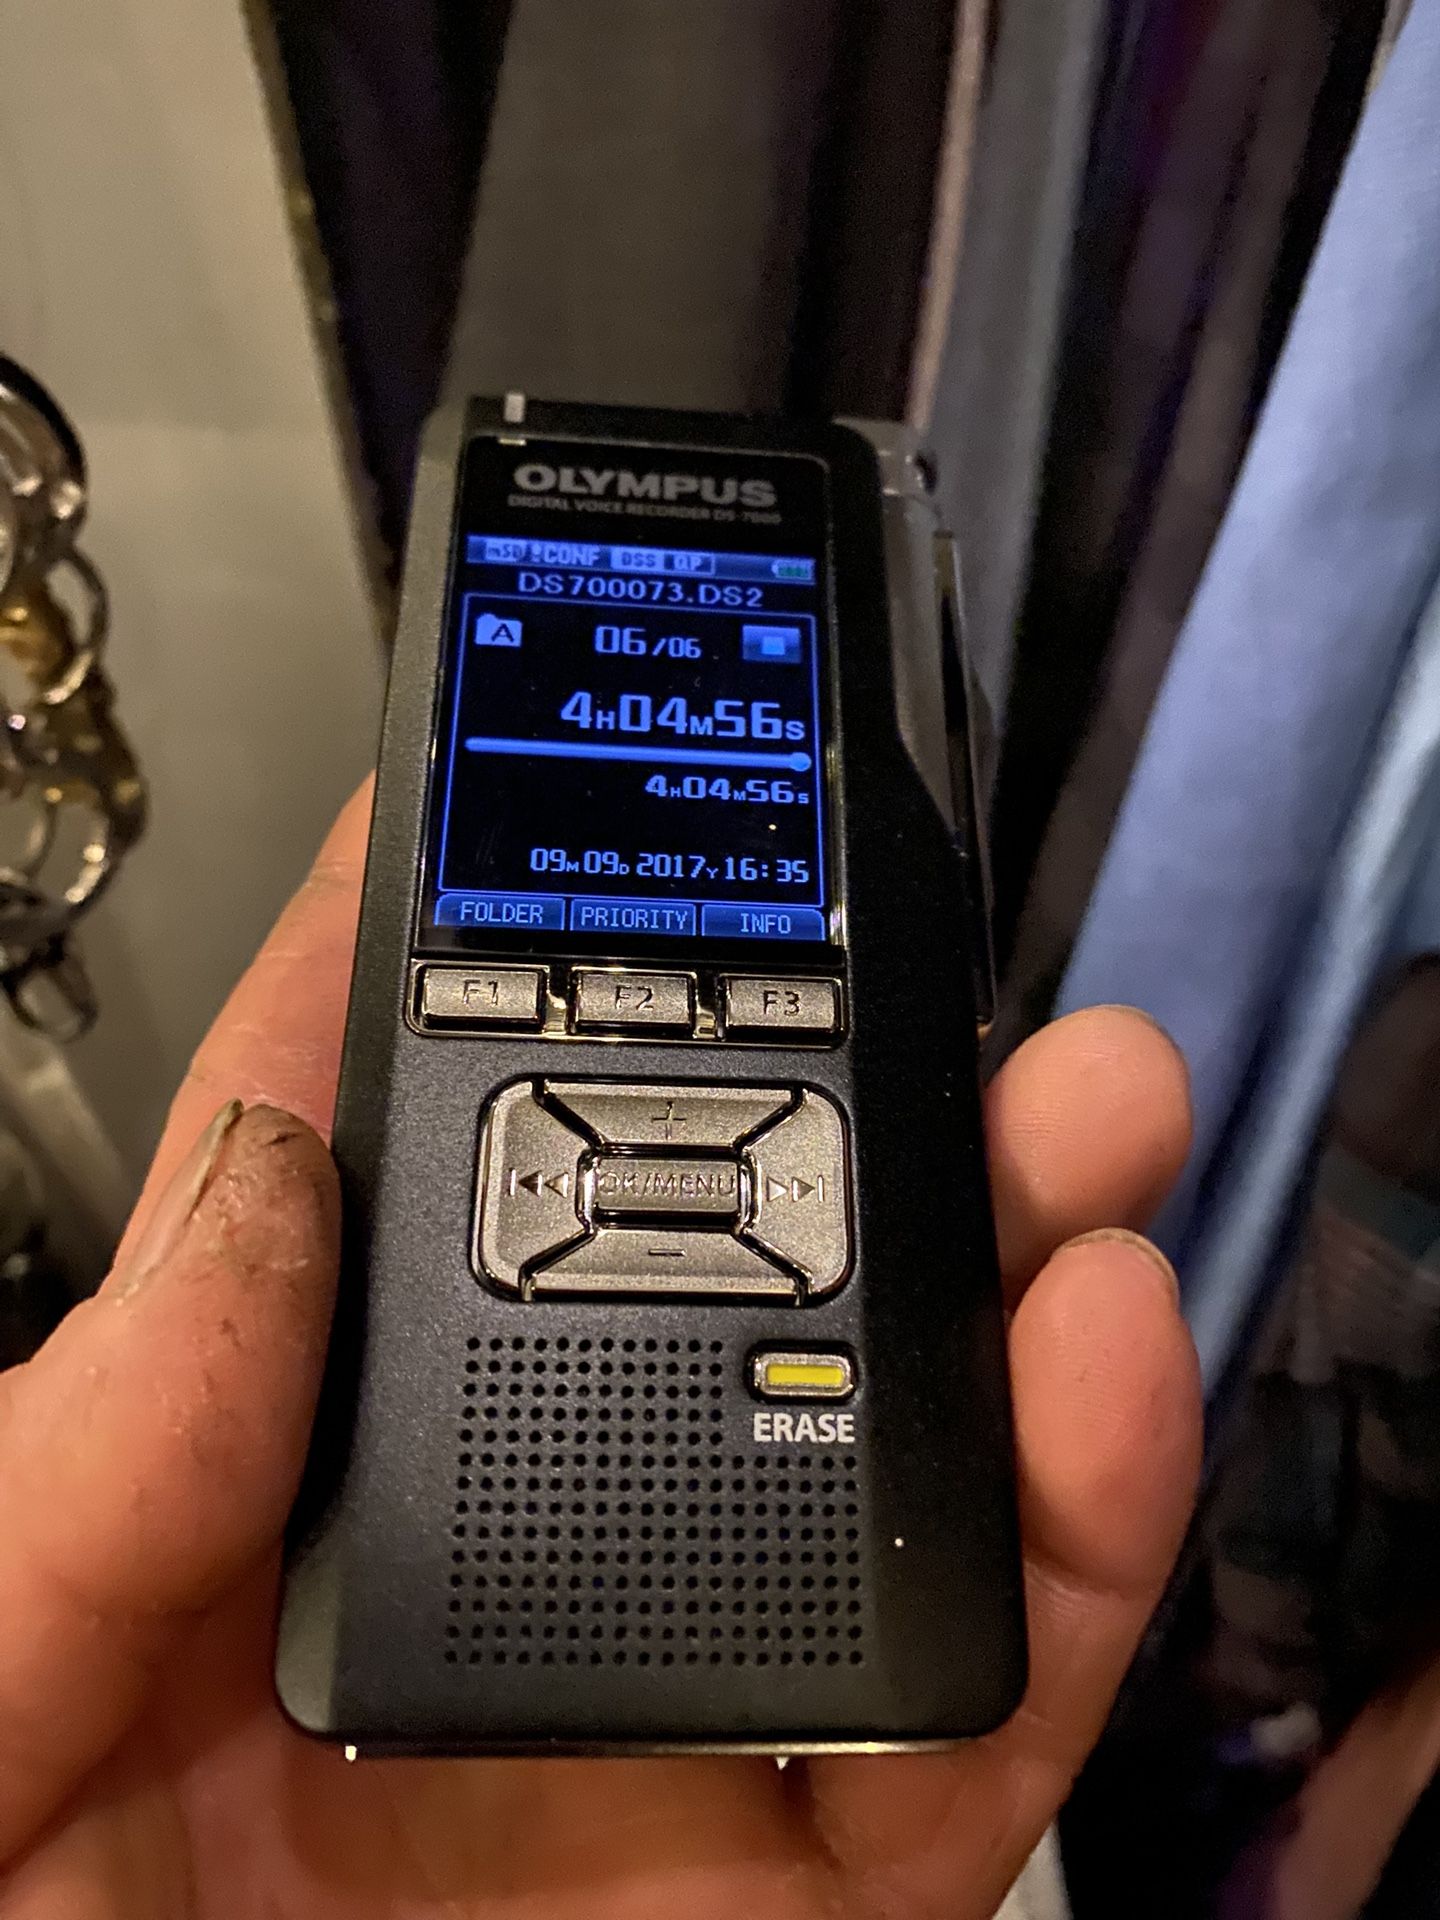 OLYMPUS
DIGITAL VOICE RECORDER DS-7000
mSD CONF DSS QP
DS700073.DS2
A 06/06
4H04M56s
4H04M56s
09M09D2017Y16:35
FOLDER PRIORITY INFO
F1 F2 F3
+
OK/MENU
−
ERASE